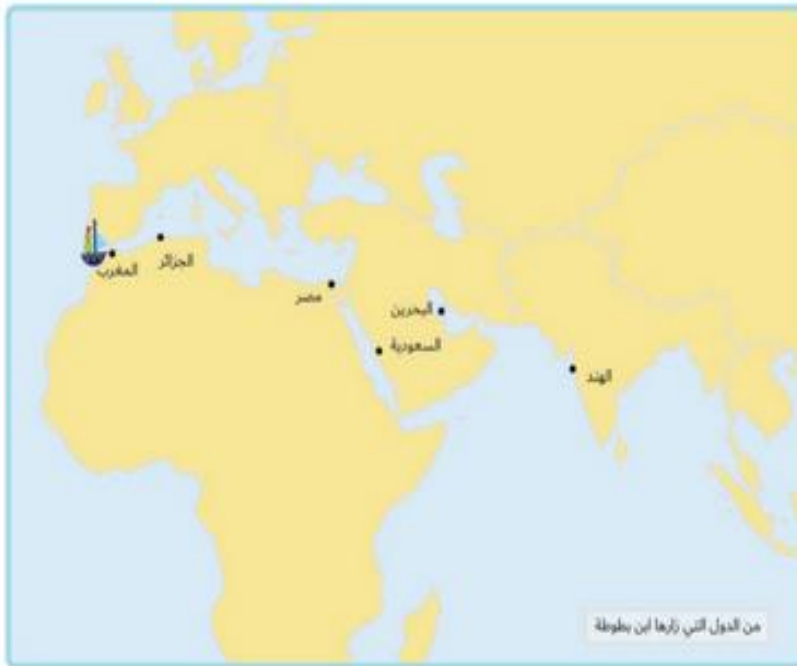 الجزائر
المغرب
مصر
البحرين
السعودية
الهند
من الدول التي زارها ابن بطوطة